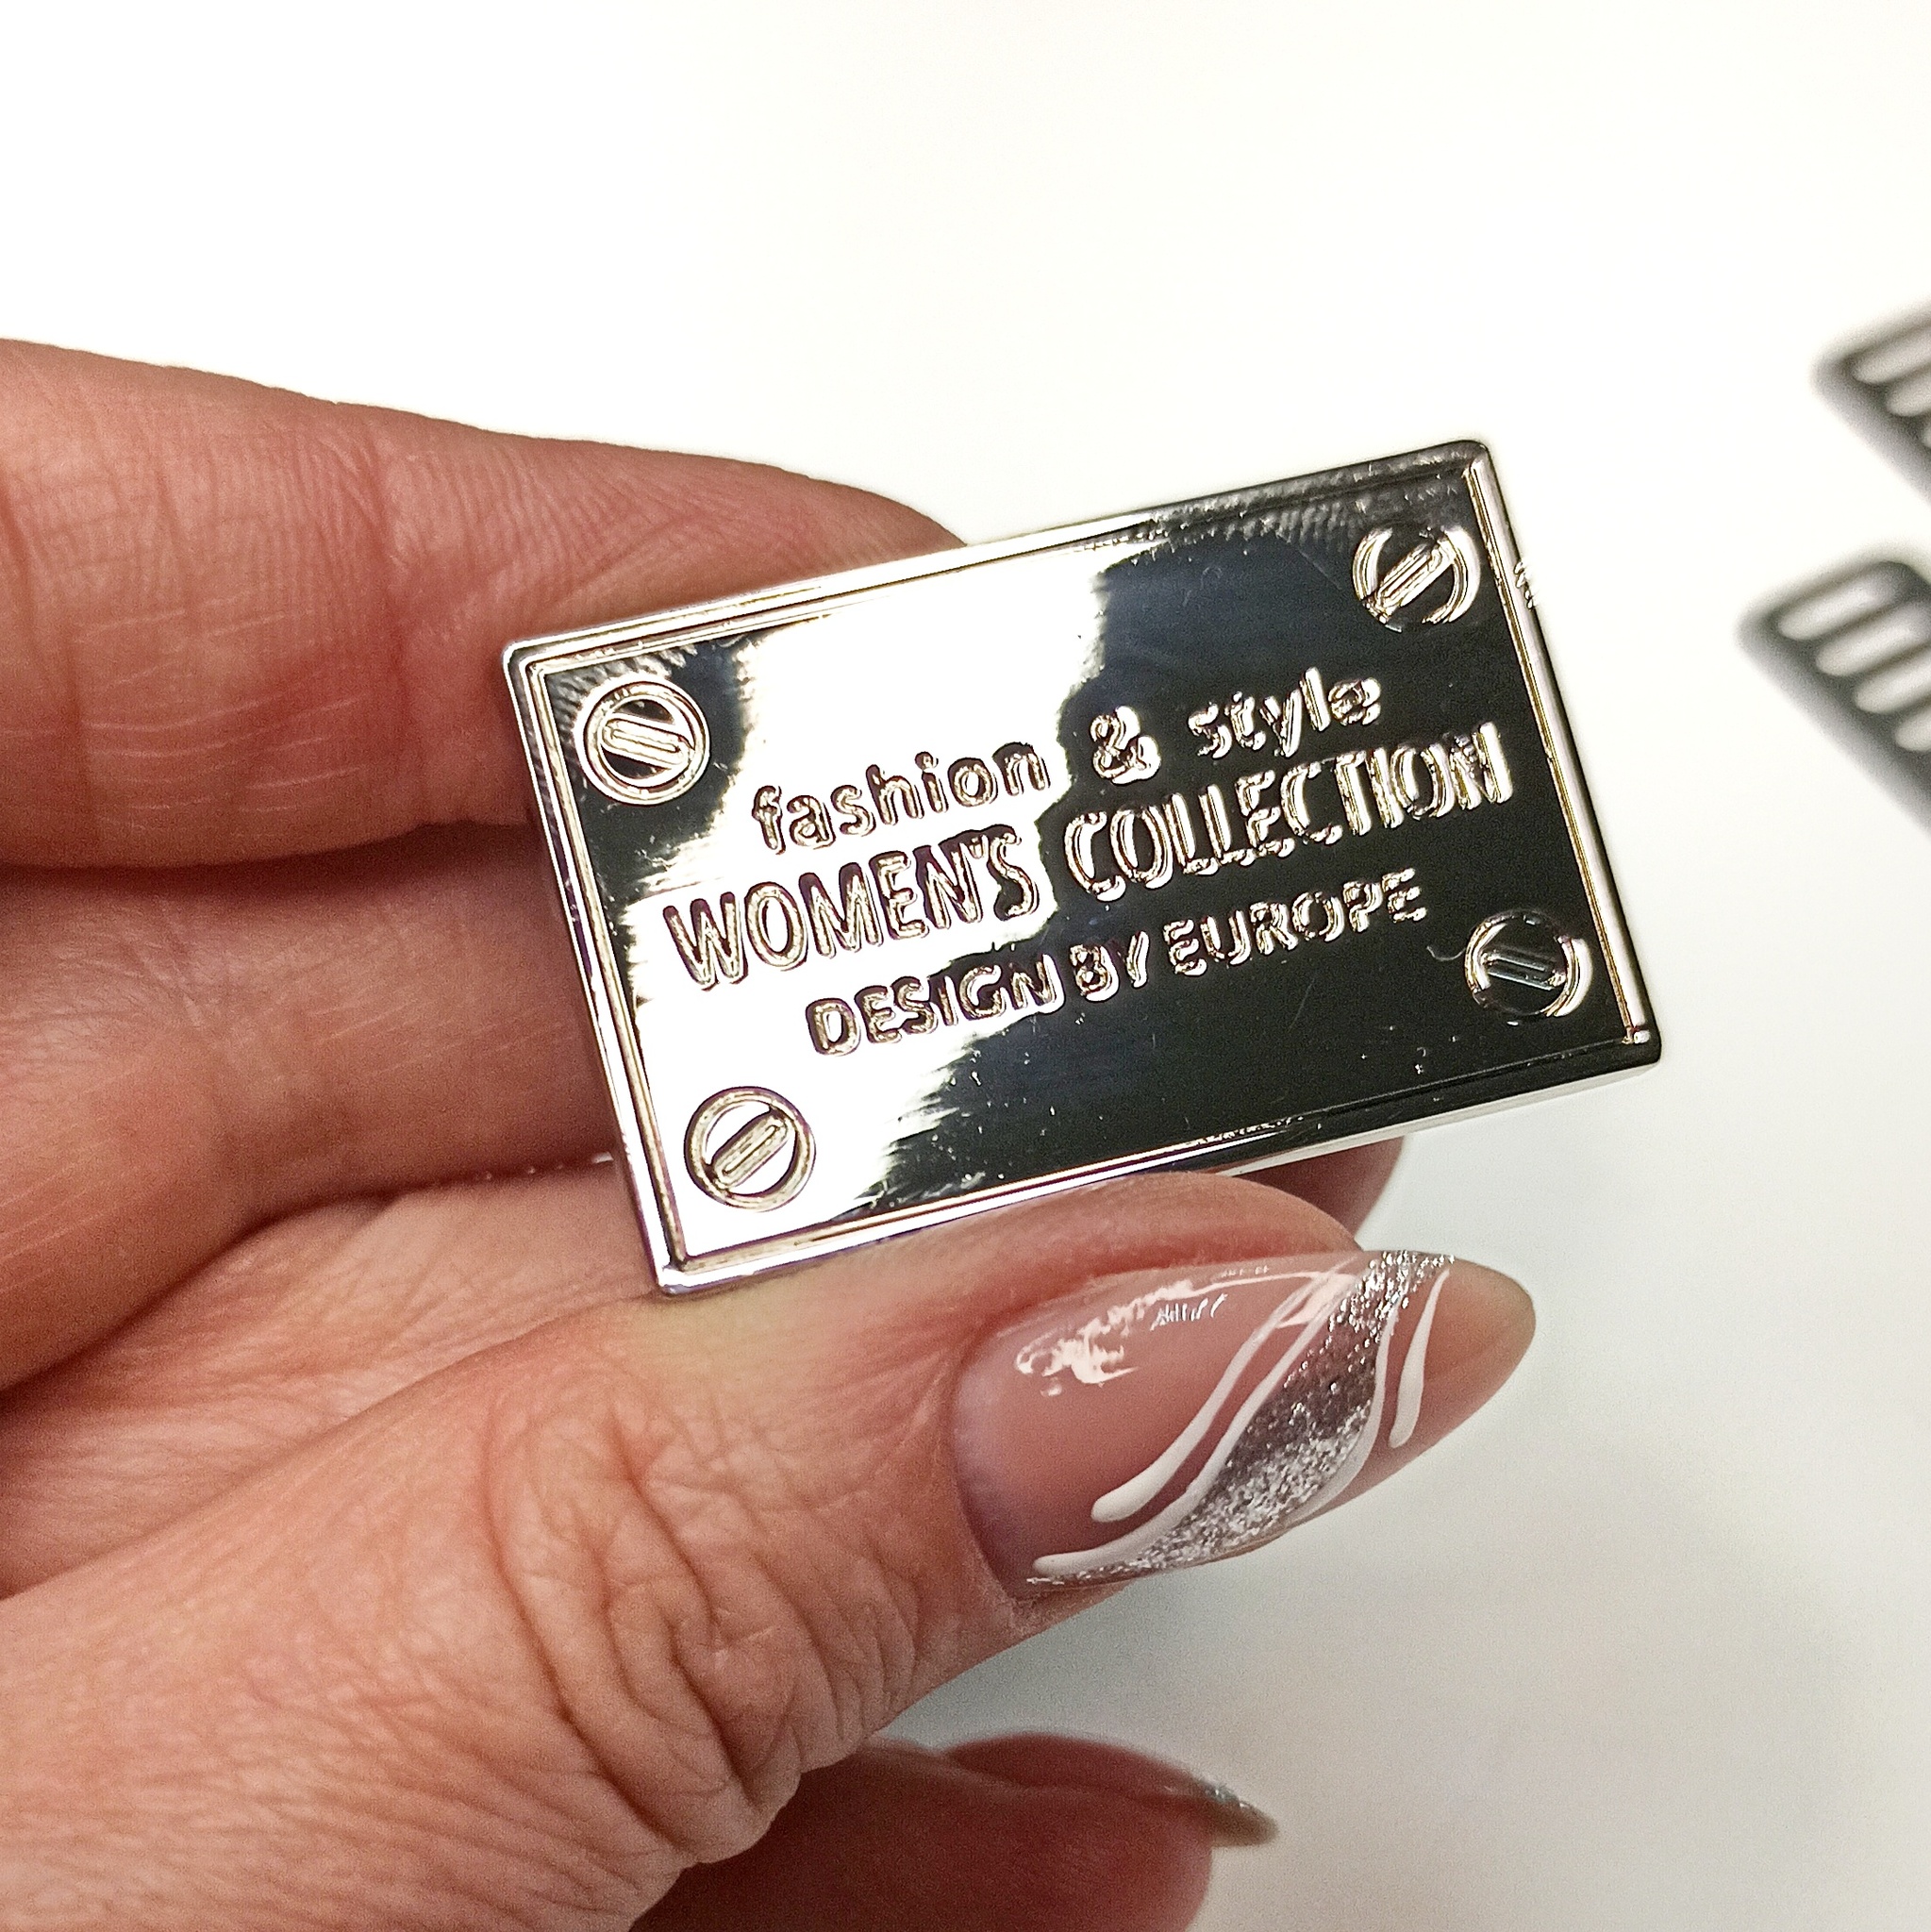 fashion & style
WOMEN'S COLLECTION
DESIGN BY EUROPE